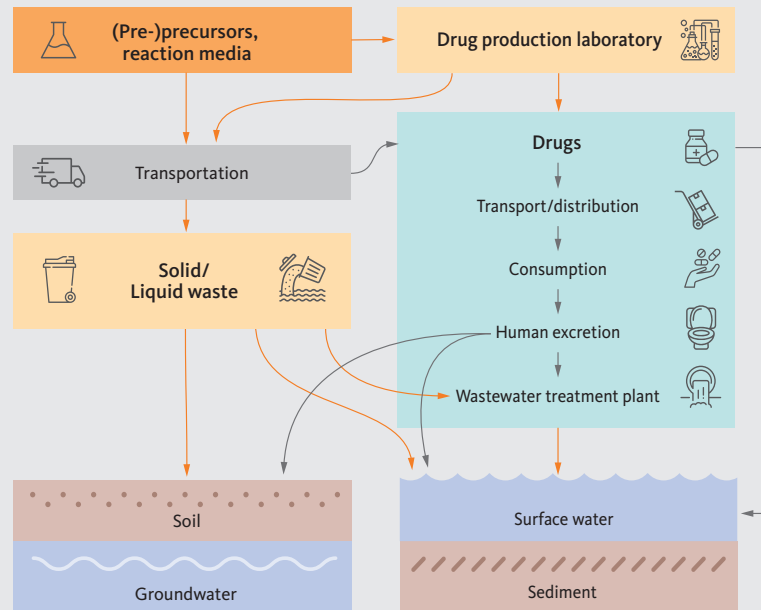 (Pre-)precursors,
reaction media
Drug production laboratory
Transportation
Drugs
Transport/distribution
Consumption
Human excretion
Wastewater treatment plant
Solid/
Liquid waste
Soil
Groundwater
Surface water
Sediment